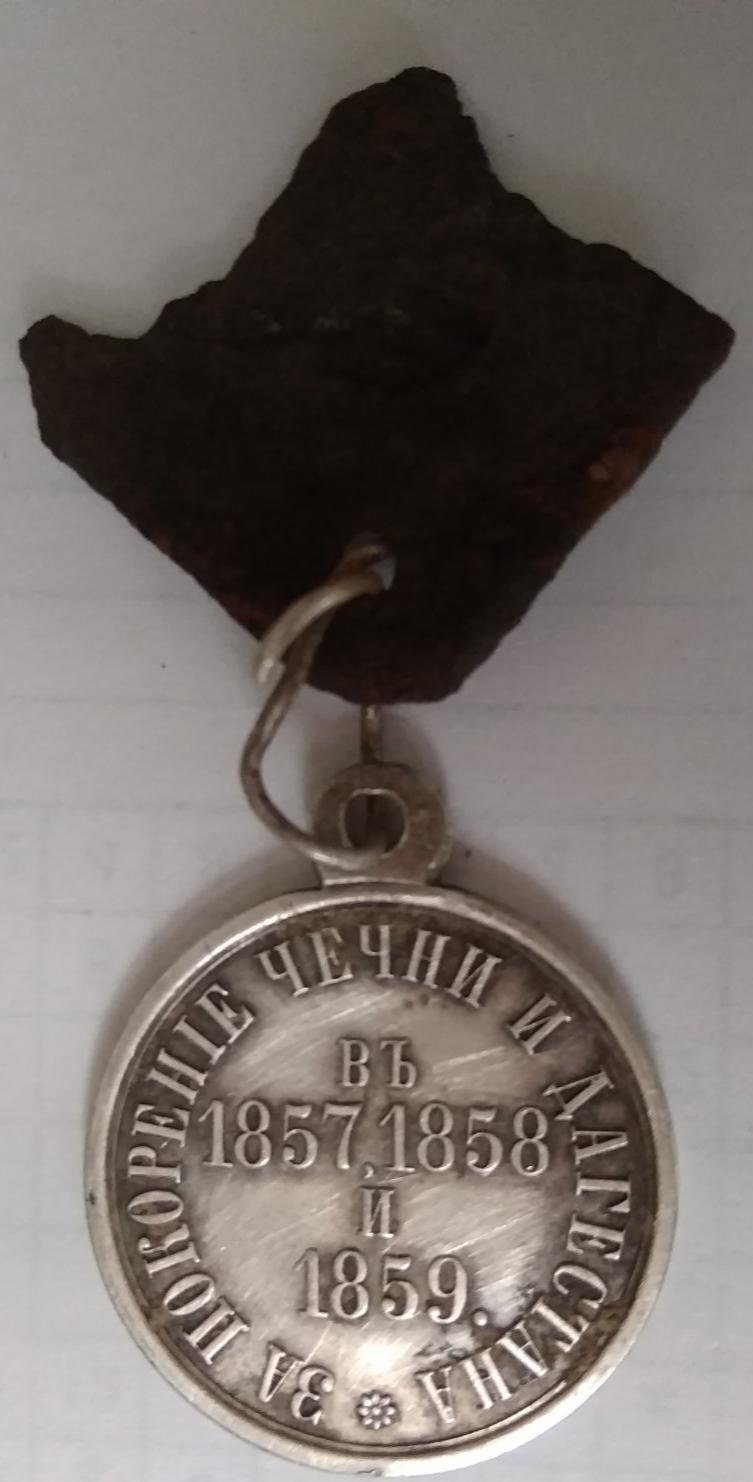 ЗА ПОКОРЕНІЕ ЧЕЧНИ И ДАГЕСТАНА
ВЪ
1857, 1858
И
1859.